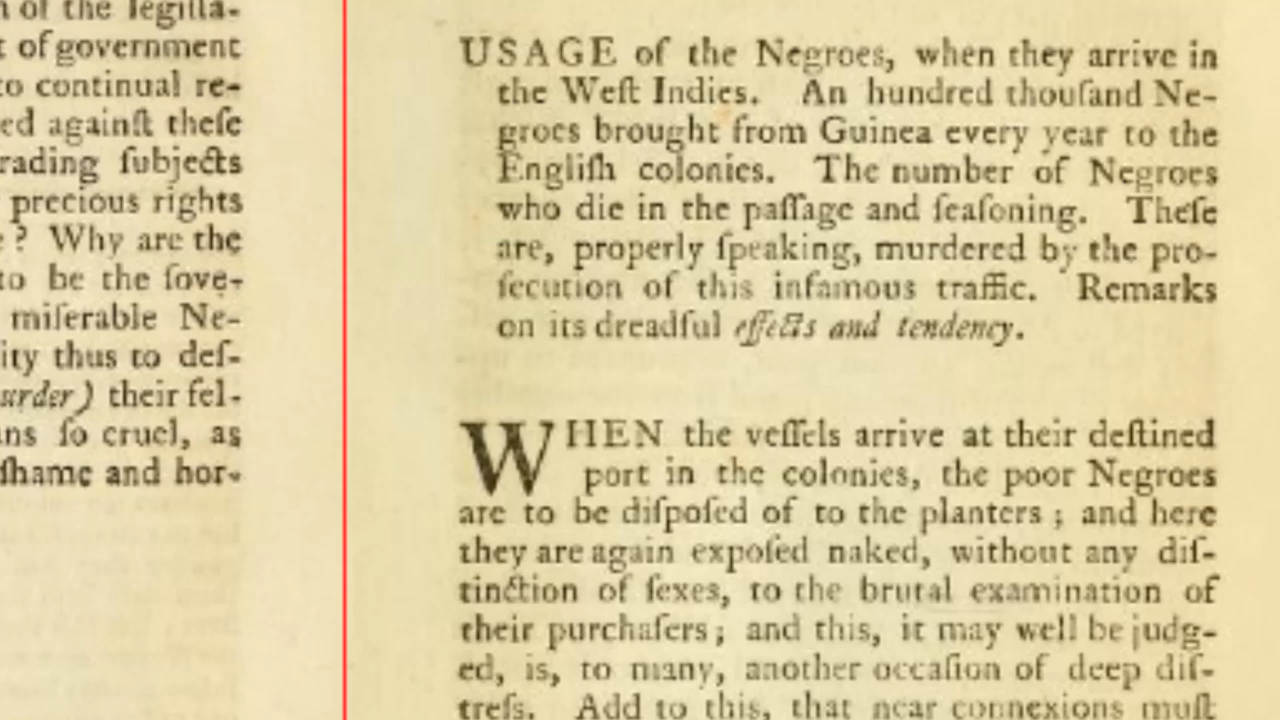 of the legiſla-
of government
to continual re-
ed againſt theſe
rading ſubjects
precious rights
? Why are the
to be the ſove-
miſerable Ne-
ity thus to deſ-
urder) their fel-
ns ſo cruel, as
ſhame and hor-
USAGE of the Negroes, when they arrive in
the Weſt Indies. An hundred thouſand Ne-
groes brought from Guinea every year to the
Engliſh colonies. The number of Negroes
who die in the paſſage and ſeaſoning. Theſe
are, properly ſpeaking, murdered by the pro-
ſecution of this infamous traffic. Remarks
on its dreadful effects and tendency.
WHEN the veſſels arrive at their deſtined
port in the colonies, the poor Negroes
are to be diſpoſed of to the planters; and here
they are again expoſed naked, without any diſ-
tinction of ſexes, to the brutal examination of
their purchaſers; and this, it may well be judg-
ed, is, to many, another occaſion of deep diſ-
treſs. Add to this, that near connexions muſt